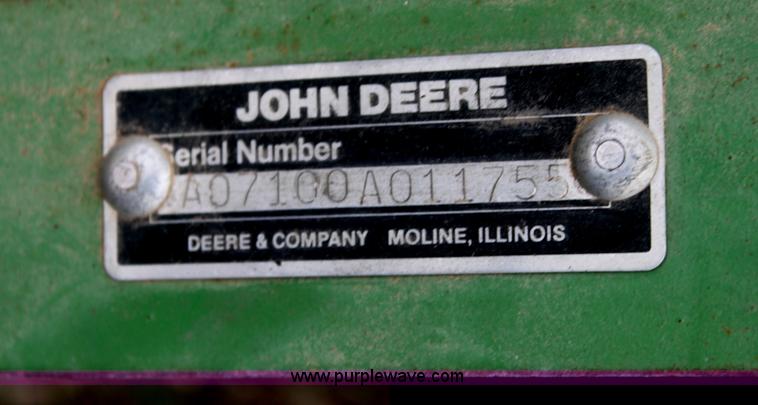 JOHN DEERE
Serial Number
A07100A011755
DEERE & COMPANY MOLINE, ILLINOIS
www.purplewave.com